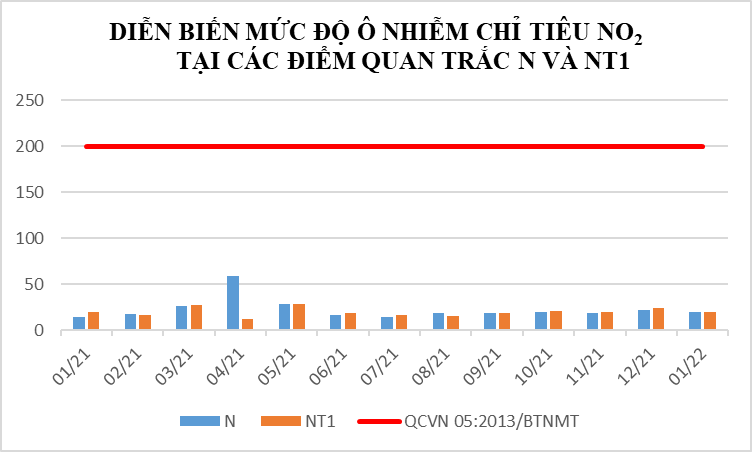 DIỄN BIẾN MỨC ĐỘ Ô NHIỄM CHỈ TIÊU NO₂
TẠI CÁC ĐIỂM QUAN TRẮC N VÀ NT1
250
200
150
100
50
0
01/21 02/21 03/21 04/21 05/21 06/21 07/21 08/21 09/21 10/21 11/21 12/21 01/22
N NT1 QCVN 05:2013/BTNMT